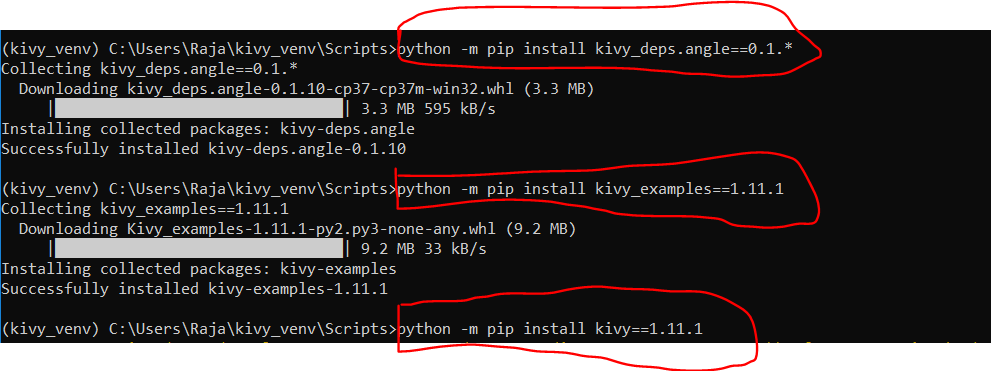 (kivy_venv) C:\Users\Raja\kivy_venv\Scripts>python -m pip install kivy_deps.angle==0.1.*
Collecting kivy_deps.angle==0.1.*
Downloading kivy_deps.angle-0.1.10-cp37-cp37m-win32.whl (3.3 MB)
| | 3.3 MB 595 kB/s
Installing collected packages: kivy-deps.angle
Successfully installed kivy-deps.angle-0.1.10
(kivy_venv) C:\Users\Raja\kivy_venv\Scripts>python -m pip install kivy_examples==1.11.1
Collecting kivy_examples==1.11.1
Downloading Kivy_examples-1.11.1-py2.py3-none-any.whl (9.2 MB)
| | 9.2 MB 33 kB/s
Installing collected packages: kivy-examples
Successfully installed kivy-examples-1.11.1
(kivy_venv) C:\Users\Raja\kivy_venv\Scripts>python -m pip install kivy==1.11.1